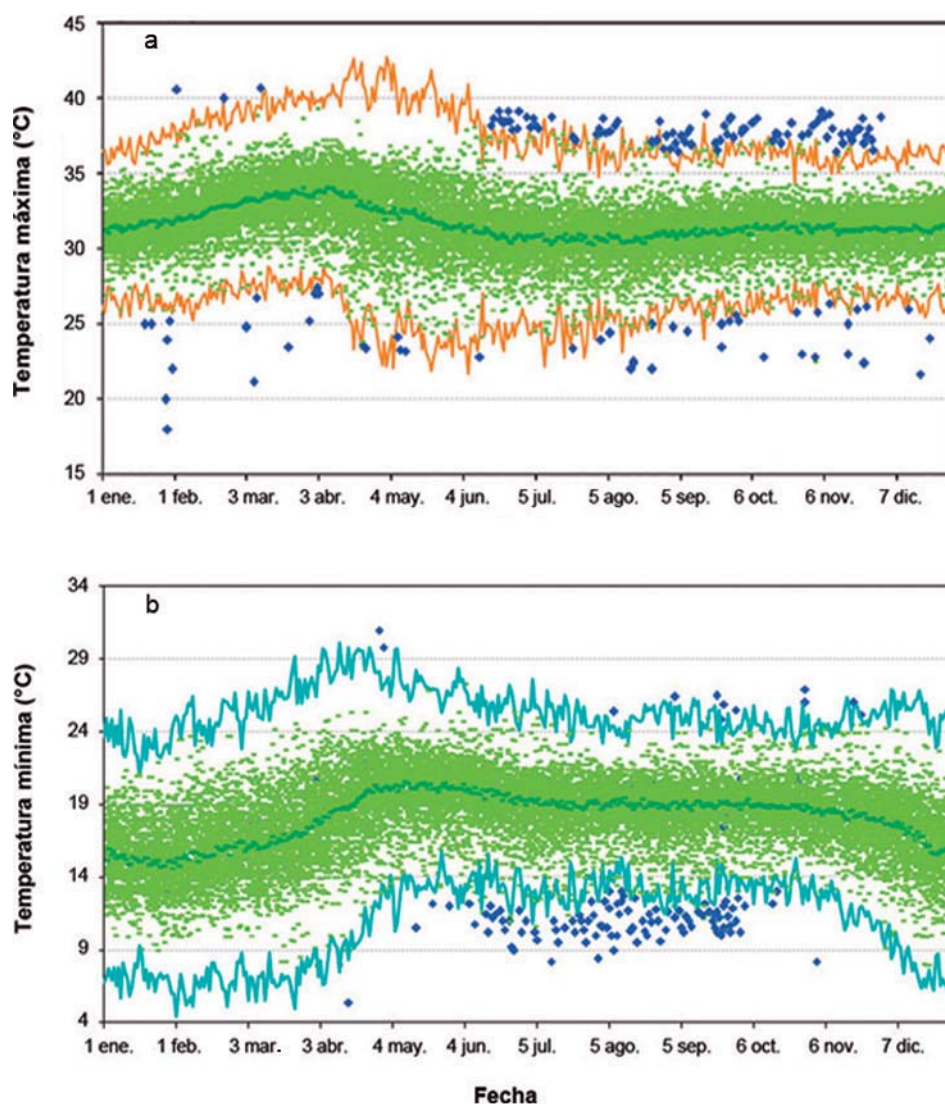 a
Temperatura máxima (°C)
45
40
35
30
25
20
15
1 ene. 1 feb. 3 mar. 3 abr. 4 may. 4 jun. 5 jul. 5 ago. 5 sep. 6 oct. 6 nov. 7 dic.
b
Temperatura mínima (°C)
34
29
24
19
14
9
4
1 ene. 1 feb. 3 mar. 3 abr. 4 may. 4 jun. 5 jul. 5 ago. 5 sep. 6 oct. 6 nov. 7 dic.
Fecha